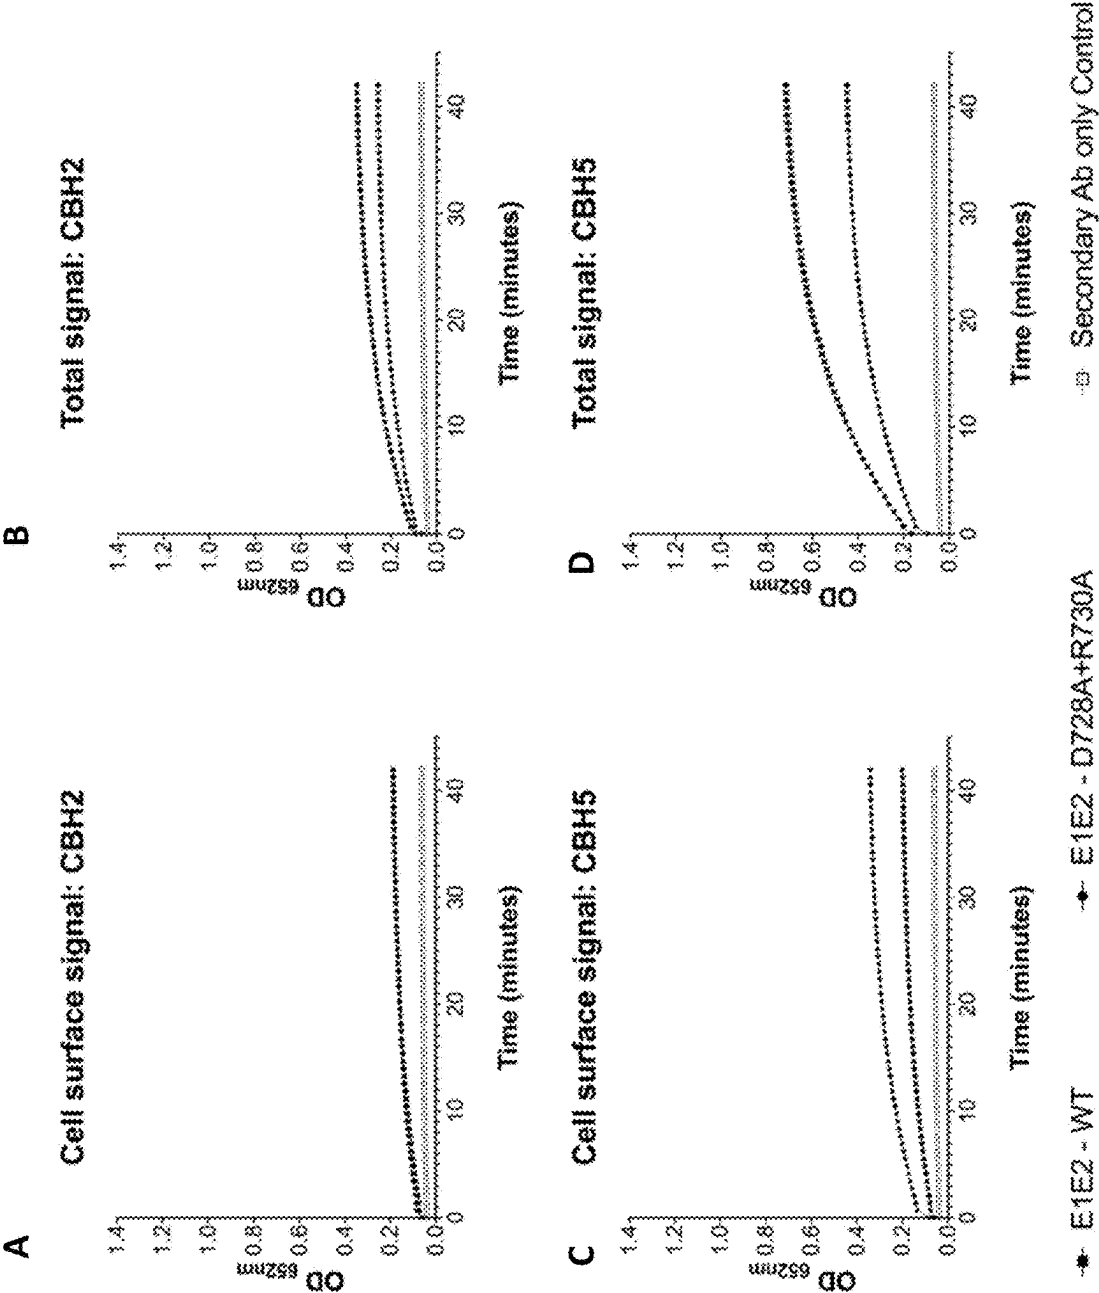 A
Cell surface signal: CBH2
OD 652nm
1.4
1.2
1.0
0.8
0.6
0.4
0.2
0.0
0 10 20 30 40
Time (minutes)
B
Total signal: CBH2
OD 652nm
1.4
1.2
1.0
0.8
0.6
0.4
0.2
0.0
0 10 20 30 40
Time (minutes)
C
Cell surface signal: CBH5
OD 652nm
1.4
1.2
1.0
0.8
0.6
0.4
0.2
0.0
0 10 20 30 40
Time (minutes)
D
Total signal: CBH5
OD 652nm
1.4
1.2
1.0
0.8
0.6
0.4
0.2
0.0
0 10 20 30 40
Time (minutes)
E1E2 - WT
E1E2 - D728A+R730A
Secondary Ab only Control